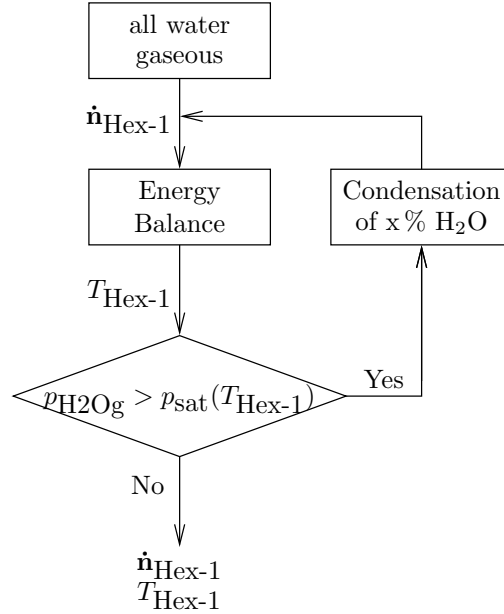 all water
gaseous
ṅHex-1
Energy
Balance
Condensation
of x % H₂O
THex-1
Yes
pH2Og > psat(THex-1)
No
ṅHex-1
THex-1